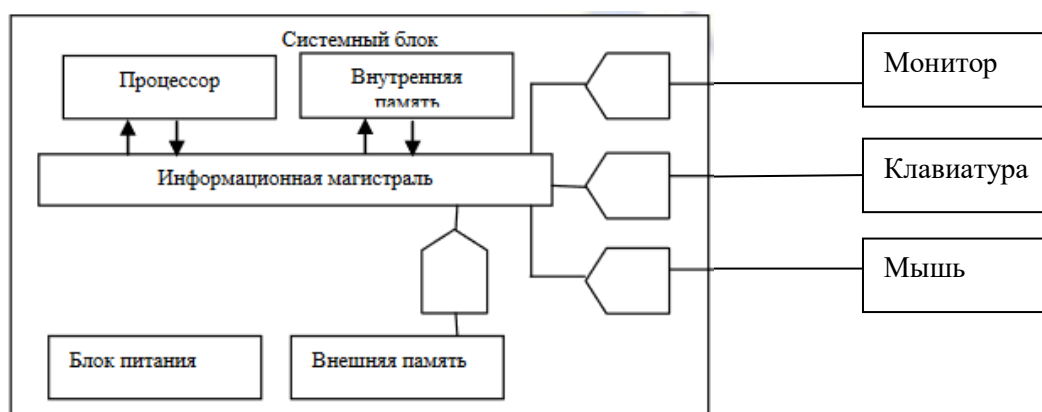 Системный блок
Процессор
Внутренняя
память
Информационная магистраль
Блок питания
Внешняя память
Монитор
Клавиатура
Мышь